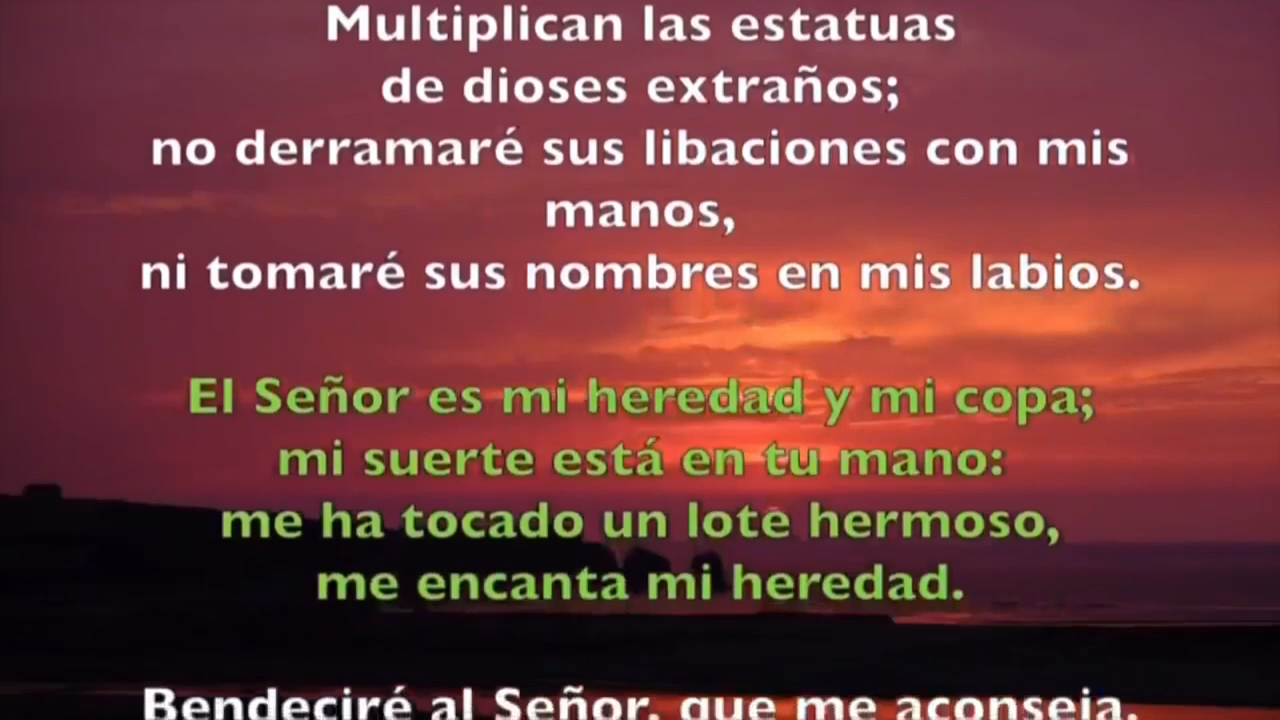 Multiplican las estatuas
de dioses extraños;
no derramaré sus libaciones con mis
manos,
ni tomaré sus nombres en mis labios.
El Señor es mi heredad y mi copa;
mi suerte está en tu mano:
me ha tocado un lote hermoso,
me encanta mi heredad.
Bendeciré al Señor, que me aconseja,